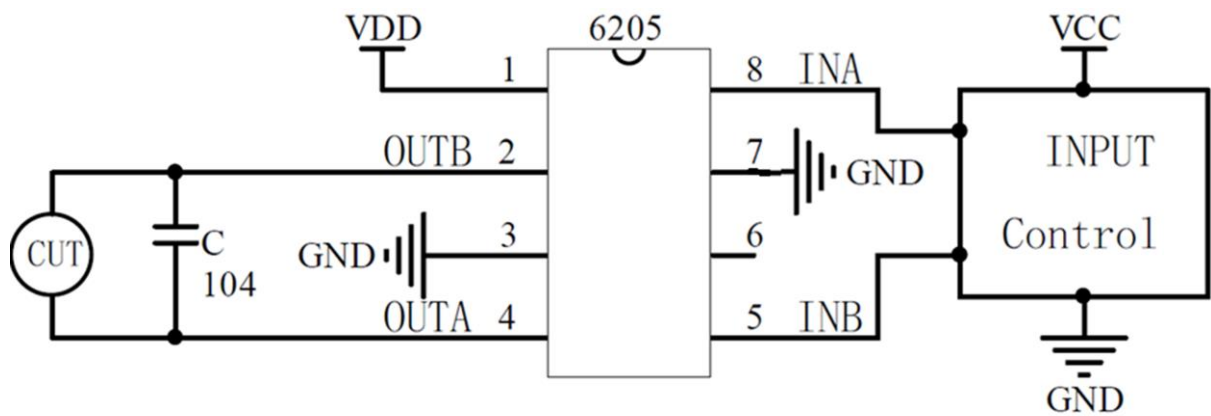 VDD
6205
VCC
1
8 INA
OUTB 2
7
GND
INPUT
CUT
C
104
GND
3
6
Control
OUTA 4
5 INB
GND